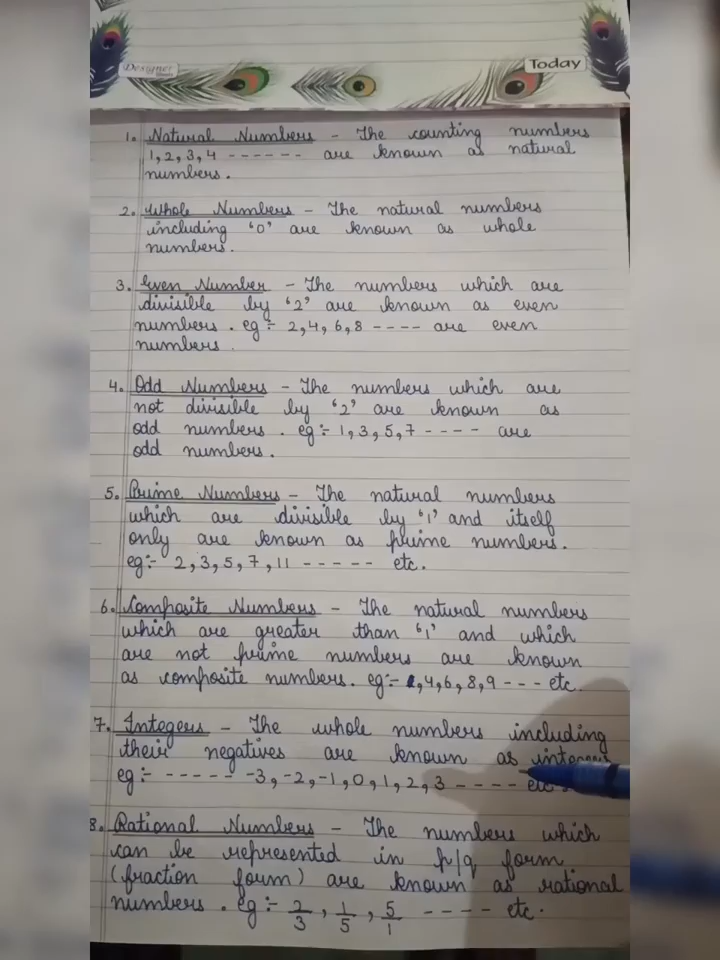 Designer
Today
1. Natural Numbers - The counting numbers
1, 2, 3, 4 ------ are known as natural
numbers.
2. Whole Numbers - The natural numbers
including '0' are known as whole
numbers.
3. Even Number - The numbers which are
divisible by '2' are known as even
numbers. eg:- 2, 4, 6, 8 ---- are even
numbers.
4. Odd Numbers - The numbers which are
not divisible by '2' are known as
odd numbers. eg:- 1, 3, 5, 7 ---- are
odd numbers.
5. Prime Numbers - The natural numbers
which are divisible by '1' and itself
only are known as prime numbers.
eg:- 2, 3, 5, 7, 11 ----- etc.
6. Composite Numbers - The natural numbers
which are greater than '1' and which
are not prime numbers are known
as composite numbers. eg:- , 4, 6, 8, 9 --- etc.
7. Integers - The whole numbers including
their negatives are known as integers
eg:- ----- -3, -2, -1, 0, 1, 2, 3 ---- etc.
8. Rational Numbers - The numbers which
can be represented in p/q form
(fraction form) are known as rational
numbers. eg:- 2/3, 1/5, 5/1 ---- etc.